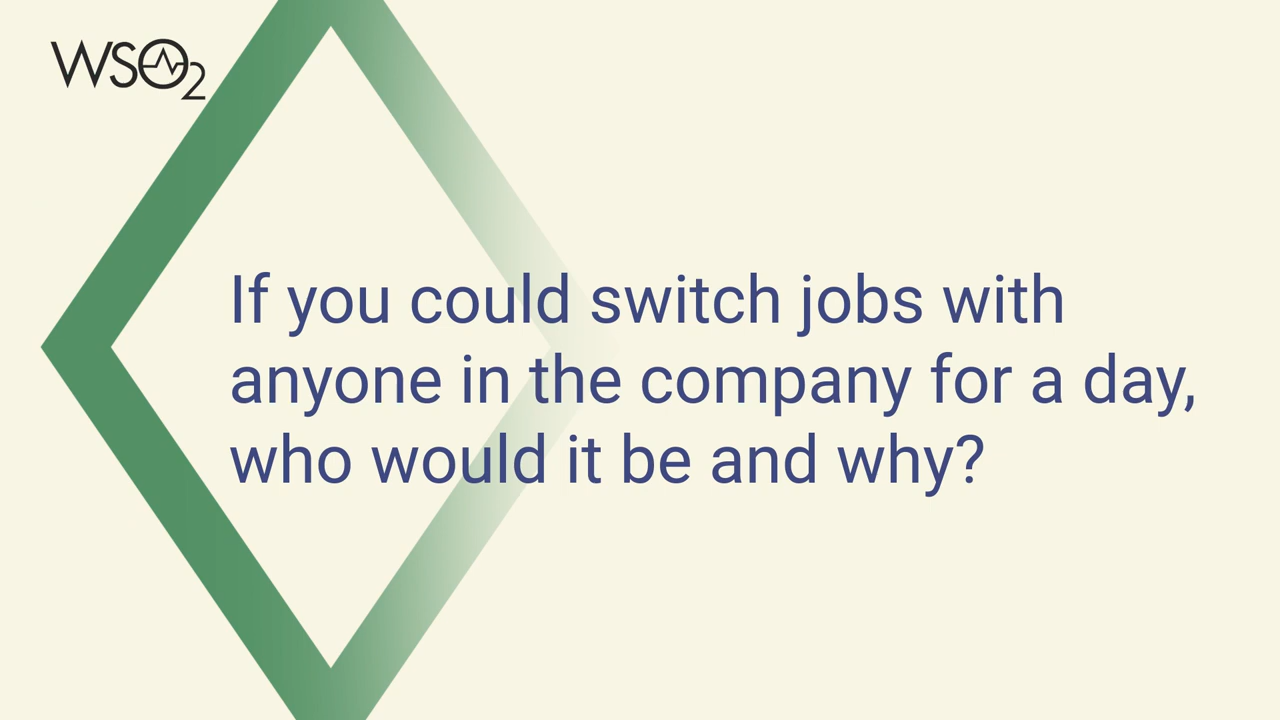 WSO2
If you could switch jobs with
anyone in the company for a day,
who would it be and why?